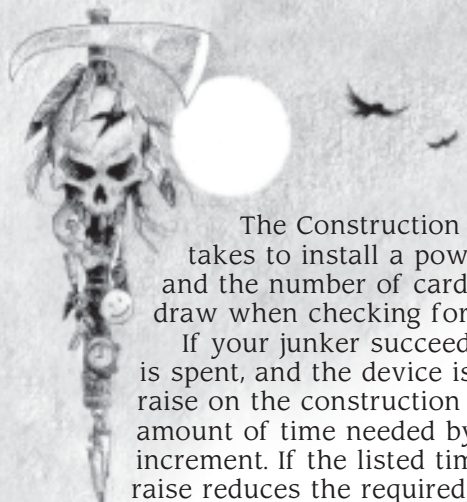 The Construction
takes to install a pow
and the number of card
draw when checking for
If your junker succeed
is spent, and the device is
raise on the construction
amount of time needed by
increment. If the listed tim
raise reduces the required